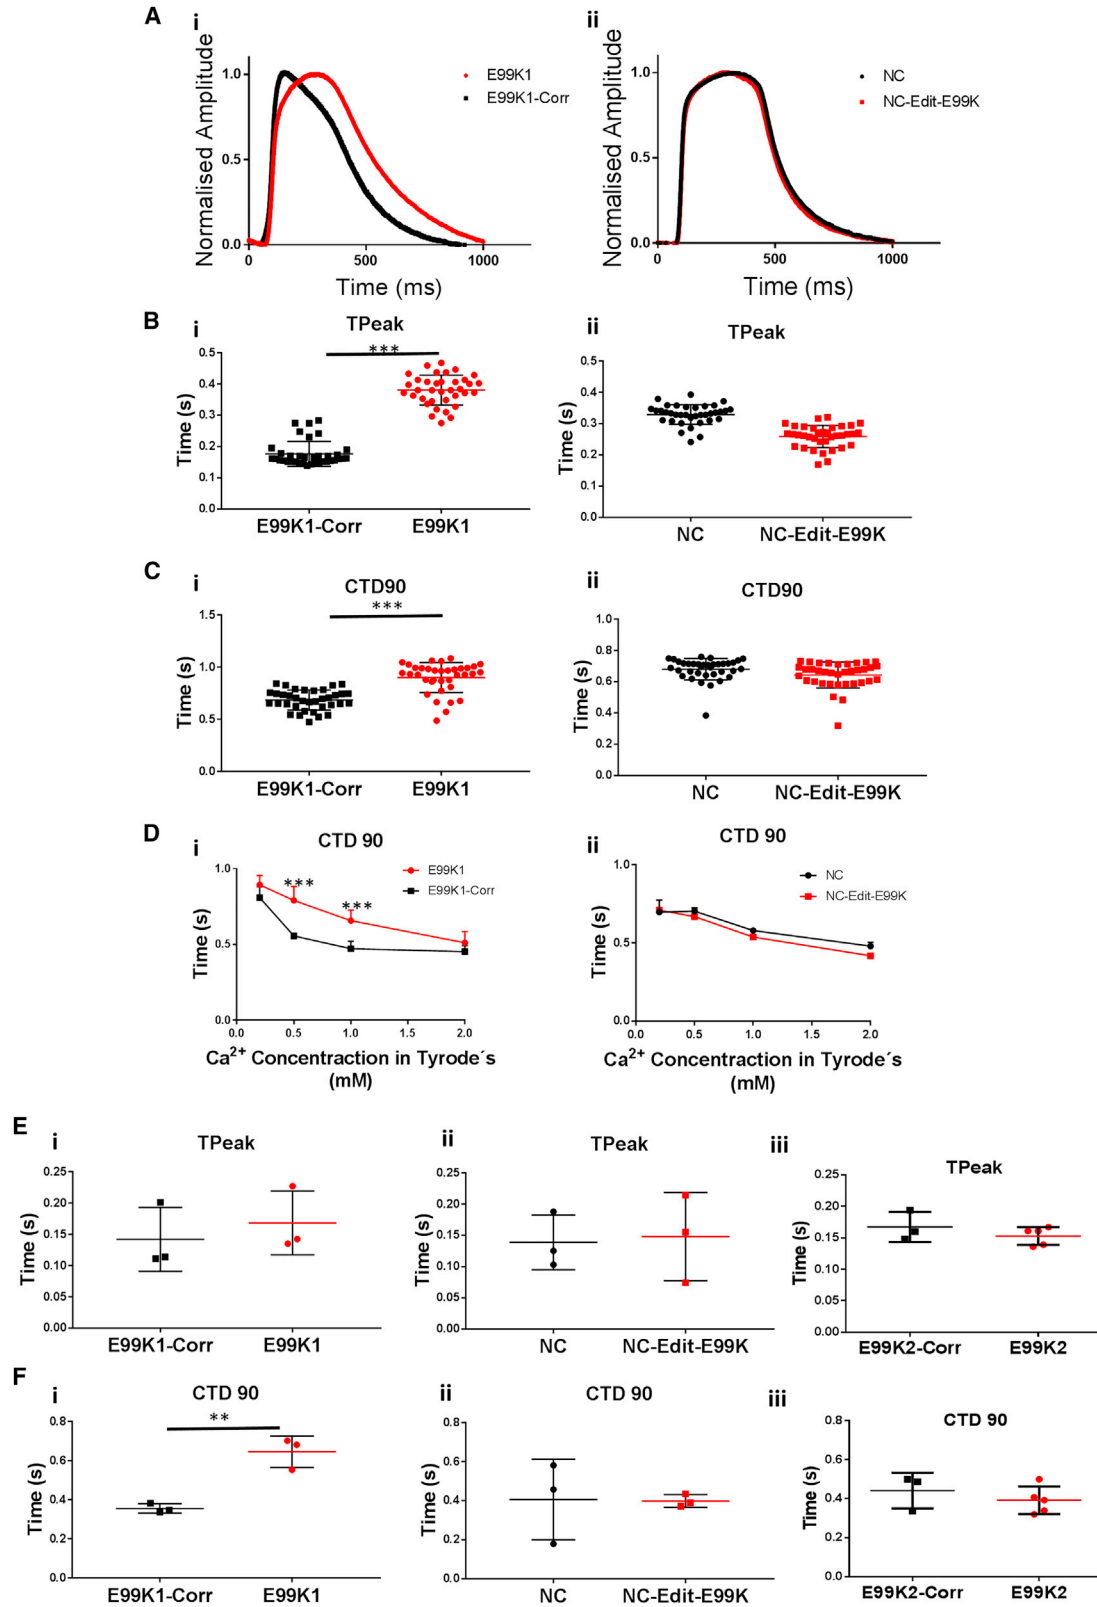 A
i
Normalised Amplitude
1.0
0.5
0.0
0
500
1000
Time (ms)
E99K1
E99K1-Corr
ii
Normalised Amplitude
1.0
0.5
0.0
0
500
1000
Time (ms)
NC
NC-Edit-E99K
B
i
TPeak
***
Time (s)
0.5
0.4
0.3
0.2
0.1
0.0
E99K1-Corr
E99K1
ii
TPeak
Time (s)
0.5
0.4
0.3
0.2
0.1
0.0
NC
NC-Edit-E99K
C
i
CTD90
***
Time (s)
1.5
1.0
0.5
0.0
E99K1-Corr
E99K1
ii
CTD90
Time (s)
1.0
0.8
0.6
0.4
0.2
0.0
NC
NC-Edit-E99K
D
i
CTD 90
Time (s)
1.0
0.5
0.0
***
***
E99K1
E99K1-Corr
0.0
0.5
1.0
1.5
2.0
Ca2+ Concentraction in Tyrode´s
(mM)
ii
CTD 90
Time (s)
1.0
0.5
0.0
NC
NC-Edit-E99K
0.0
0.5
1.0
1.5
2.0
Ca2+ Concentraction in Tyrode´s
(mM)
E
i
TPeak
Time (s)
0.25
0.20
0.15
0.10
0.05
0.00
E99K1-Corr
E99K1
ii
TPeak
Time (s)
0.25
0.20
0.15
0.10
0.05
0.00
NC
NC-Edit-E99K
iii
TPeak
Time (s)
0.25
0.20
0.15
0.10
0.05
0.00
E99K2-Corr
E99K2
F
i
CTD 90
**
Time (s)
0.8
0.6
0.4
0.2
0.0
E99K1-Corr
E99K1
ii
CTD 90
Time (s)
0.8
0.6
0.4
0.2
0.0
NC
NC-Edit-E99K
iii
CTD 90
Time (s)
0.8
0.6
0.4
0.2
0.0
E99K2-Corr
E99K2